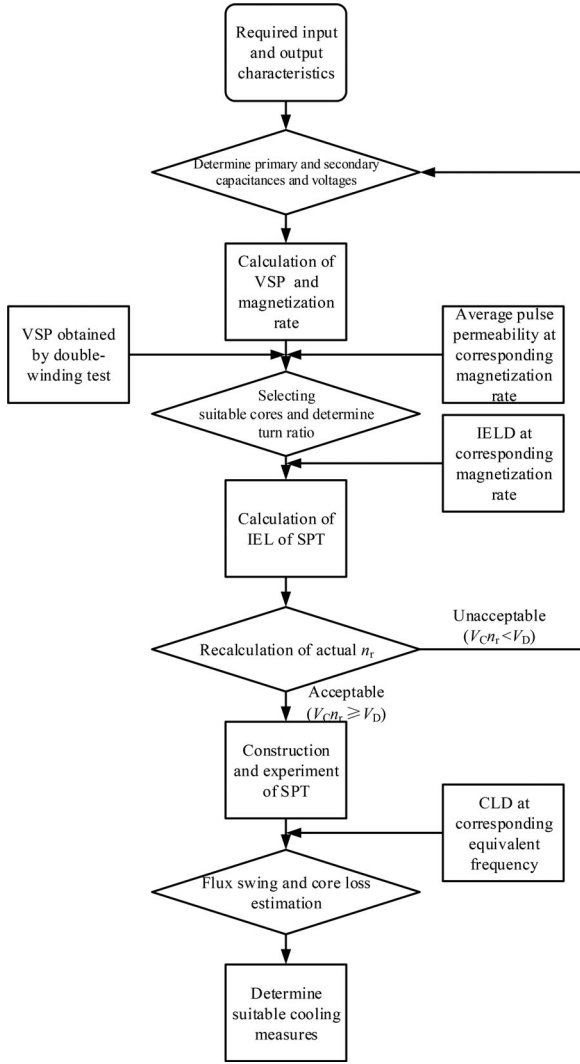 Required input
and output
characteristics
Determine primary and secondary
capacitances and voltages
Calculation of
VSP and
magnetization
rate
VSP obtained
by double-
winding test
Average pulse
permeability at
corresponding
magnetization
rate
Selecting
suitable cores and determine
turn ratio
IELD at
corresponding
magnetization
rate
Calculation of
IEL of SPT
Recalculation of actual nr
Unacceptable
(VCnr<VD)
Acceptable
(VCnr⩾VD)
Construction
and experiment
of SPT
CLD at
corresponding
equivalent
frequency
Flux swing and core loss
estimation
Determine
suitable cooling
measures